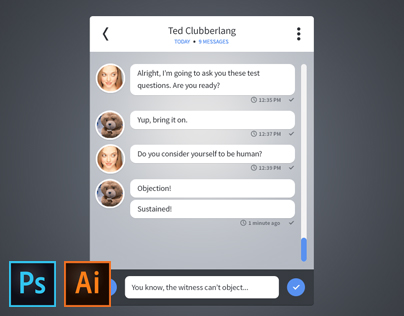 Ted Clubberlang
TODAY • 9 MESSAGES
Alright, I'm going to ask you these test
questions. Are you ready?
12:35 PM
Yup, bring it on.
12:37 PM
Do you consider yourself to be human?
12:39 PM
Objection!
Sustained!
1 minute ago
You know, the witness can't object...
Ps
Ai